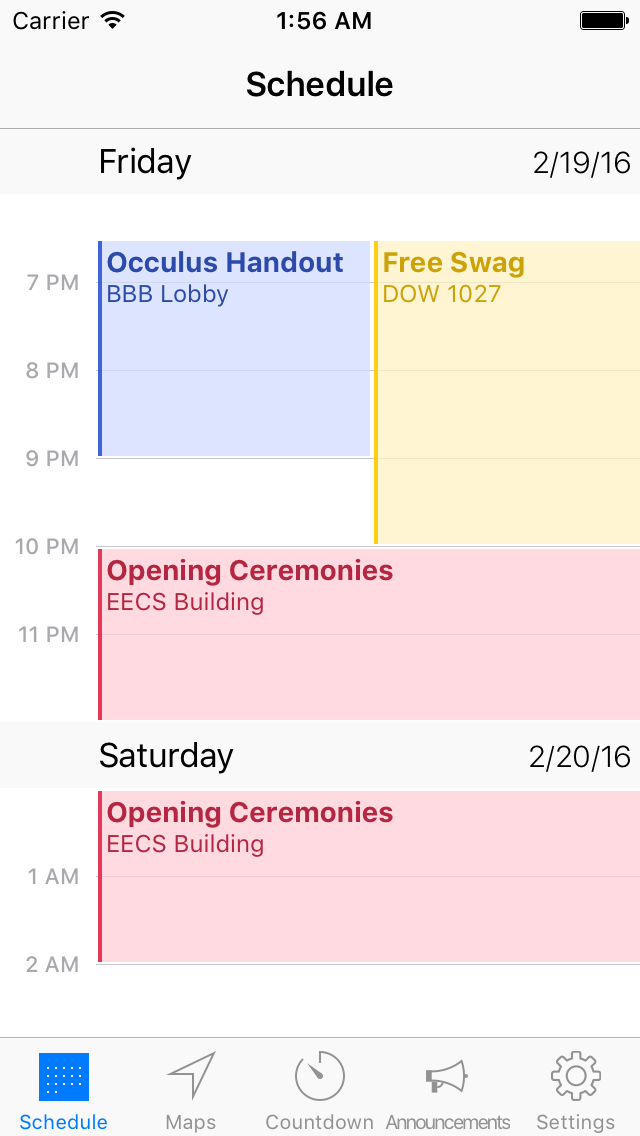 Carrier 1:56 AM
Schedule
Friday 2/19/16
Occulus Handout Free Swag
7 PM BBB Lobby DOW 1027
8 PM
9 PM
10 PM
Opening Ceremonies
EECS Building
11 PM
Saturday 2/20/16
Opening Ceremonies
EECS Building
1 AM
2 AM
Schedule Maps Countdown Announcements Settings